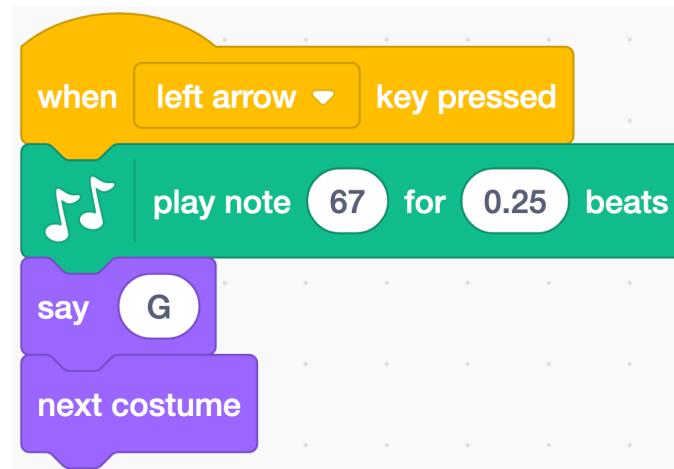 when left arrow key pressed
play note 67 for 0.25 beats
say G
next costume